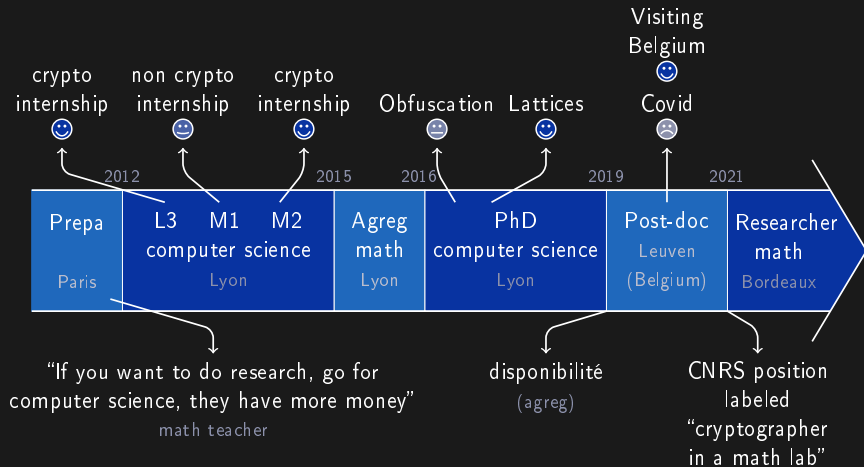 Visiting
Belgium
crypto
internship
non crypto
internship
crypto
internship
Obfuscation
Lattices
Covid
2012
2015
2016
2019
2021
Prepa
Paris
L3 M1 M2
computer science
Lyon
Agreg
math
Lyon
PhD
computer science
Lyon
Post-doc
Leuven
(Belgium)
Researcher
math
Bordeaux
“If you want to do research, go for
computer science, they have more money”
math teacher
disponibilité
(agreg)
CNRS position
labeled
“cryptographer
in a math lab”